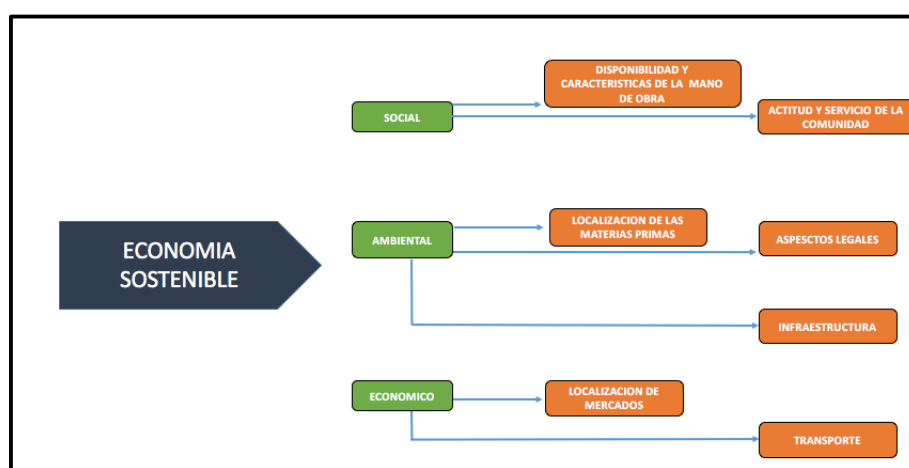 DISPONIBILIDAD Y
CARACTERISTICAS DE LA MANO
DE OBRA
SOCIAL
ACTITUD Y SERVICIO DE LA
COMUNIDAD
ECONOMIA
SOSTENIBLE
AMBIENTAL
LOCALIZACION DE LAS
MATERIAS PRIMAS
ASPESCTOS LEGALES
INFRAESTRUCTURA
ECONOMICO
LOCALIZACION DE
MERCADOS
TRANSPORTE